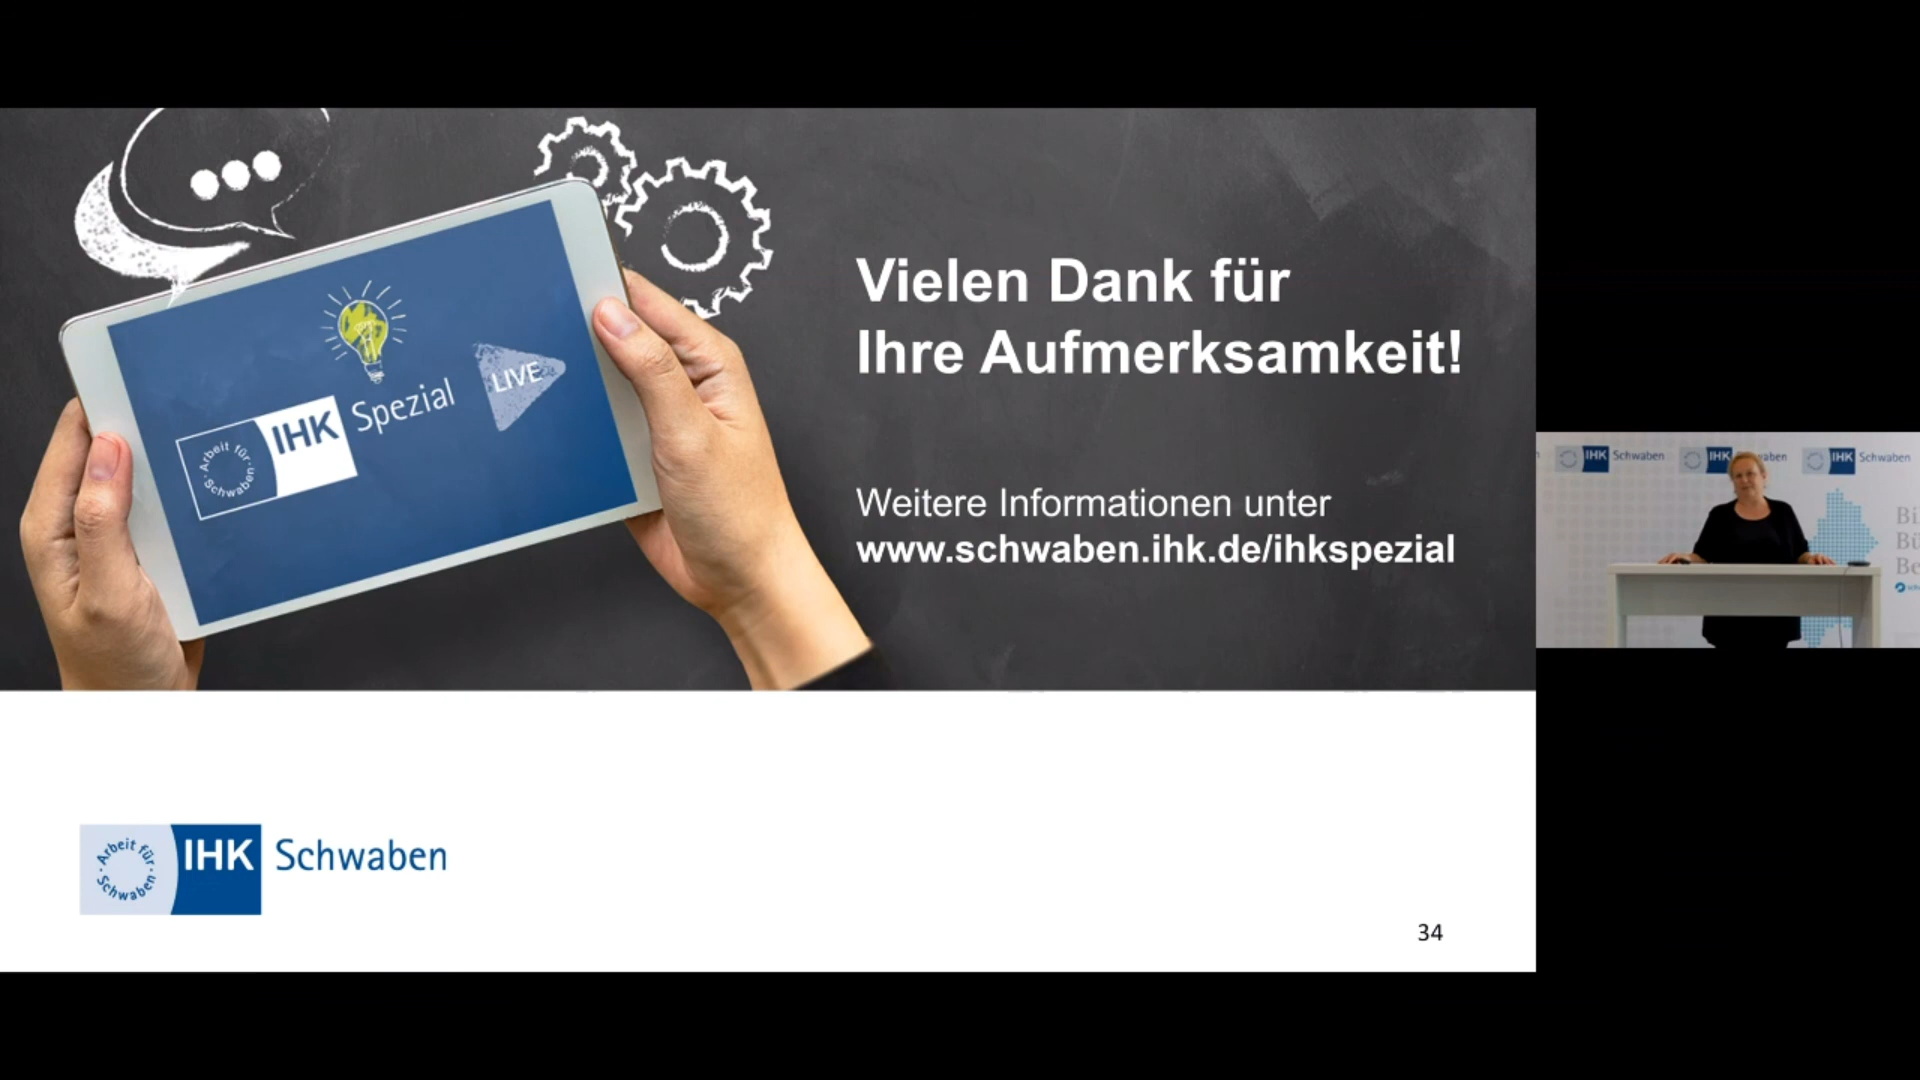 Vielen Dank für
Ihre Aufmerksamkeit!
Weitere Informationen unter
www.schwaben.ihk.de/ihkspezial
Arbeit für
Schwaben
IHK Spezial
LIVE
Arbeit für
Schwaben
IHK Schwaben
34
IHK Schwaben
IHK
IHK Schwaben